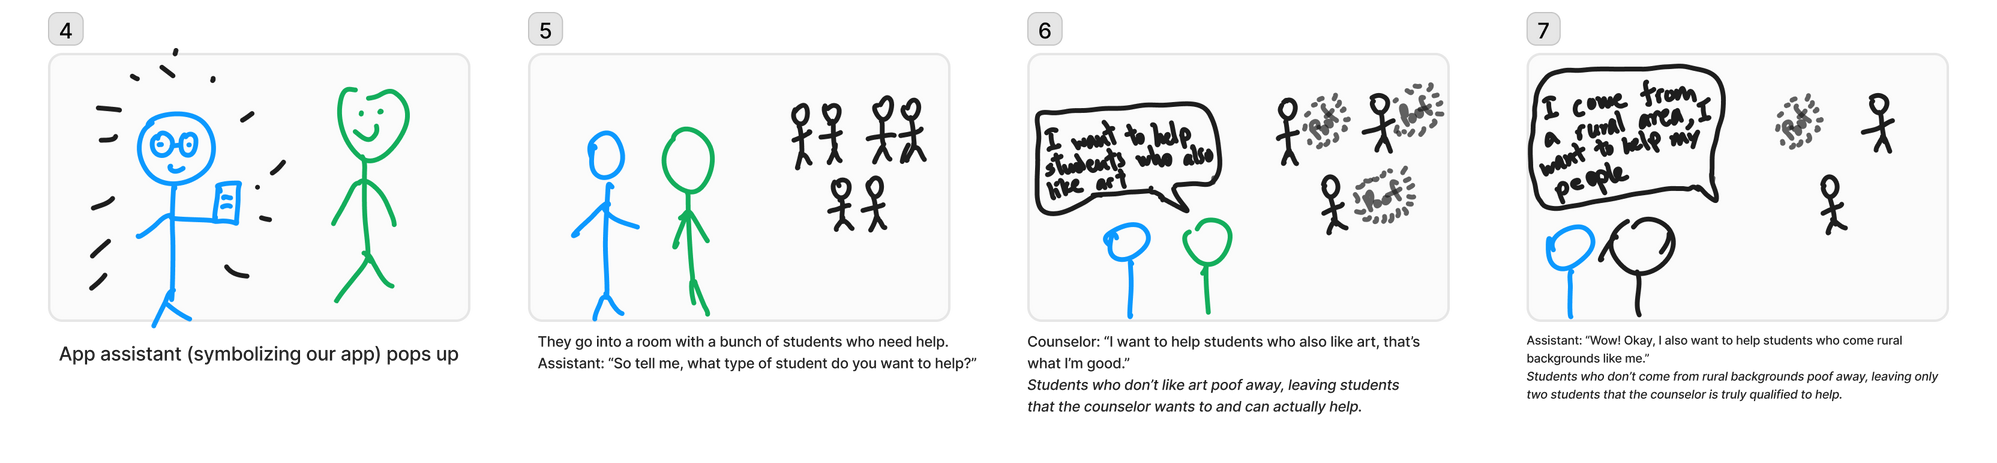 4
App assistant (symbolizing our app) pops up
5
They go into a room with a bunch of students who need help.
Assistant: “So tell me, what type of student do you want to help?”
6
I want to help
students who also
like art
Poof
Poof
Poof
Counselor: “I want to help students who also like art, that’s
what I’m good.”
Students who don’t like art poof away, leaving students
that the counselor wants to and can actually help.
7
I come from
a rural area, I
want to help my
people
Poof
Assistant: “Wow! Okay, I also want to help students who come rural
backgrounds like me.”
Students who don’t come from rural backgrounds poof away, leaving only
two students that the counselor is truly qualified to help.